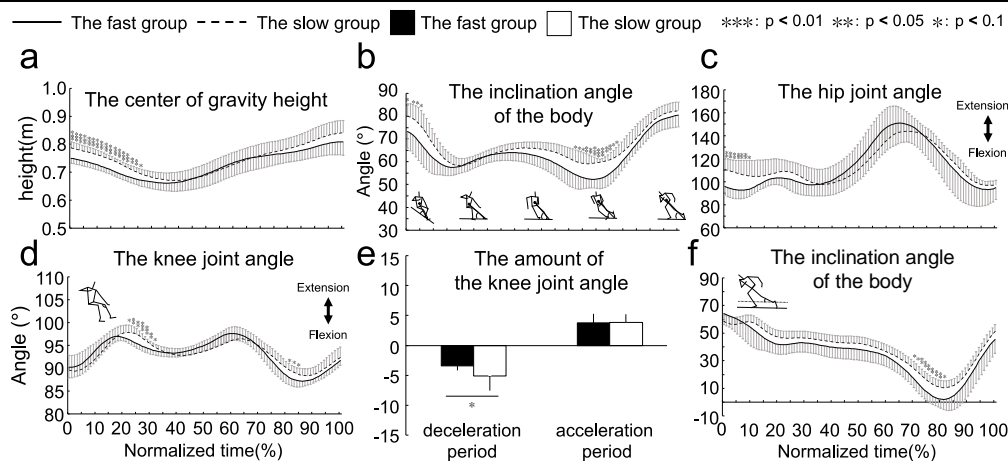 The fast group The slow group The fast group The slow group ***: p < 0.01 **: p < 0.05 *: p < 0.1
a
The center of gravity height
height(m)
1.0
0.9
0.8
0.7
0.6
0.5
b
The inclination angle
of the body
Angle (°)
90
80
70
60
50
40
30
c
The hip joint angle
Extension
Flexion
180
160
140
120
100
80
60
d
The knee joint angle
Extension
Flexion
Angle (°)
110
105
100
95
90
85
80
0 10 20 30 40 50 60 70 80 90 100
Normalized time(%)
e
The amount of
the knee joint angle
15
10
5
0
-5
-10
-15
*
deceleration
period
acceleration
period
f
The inclination angle
of the body
90
70
50
30
10
-10
0 10 20 30 40 50 60 70 80 90 100
Normalized time(%)